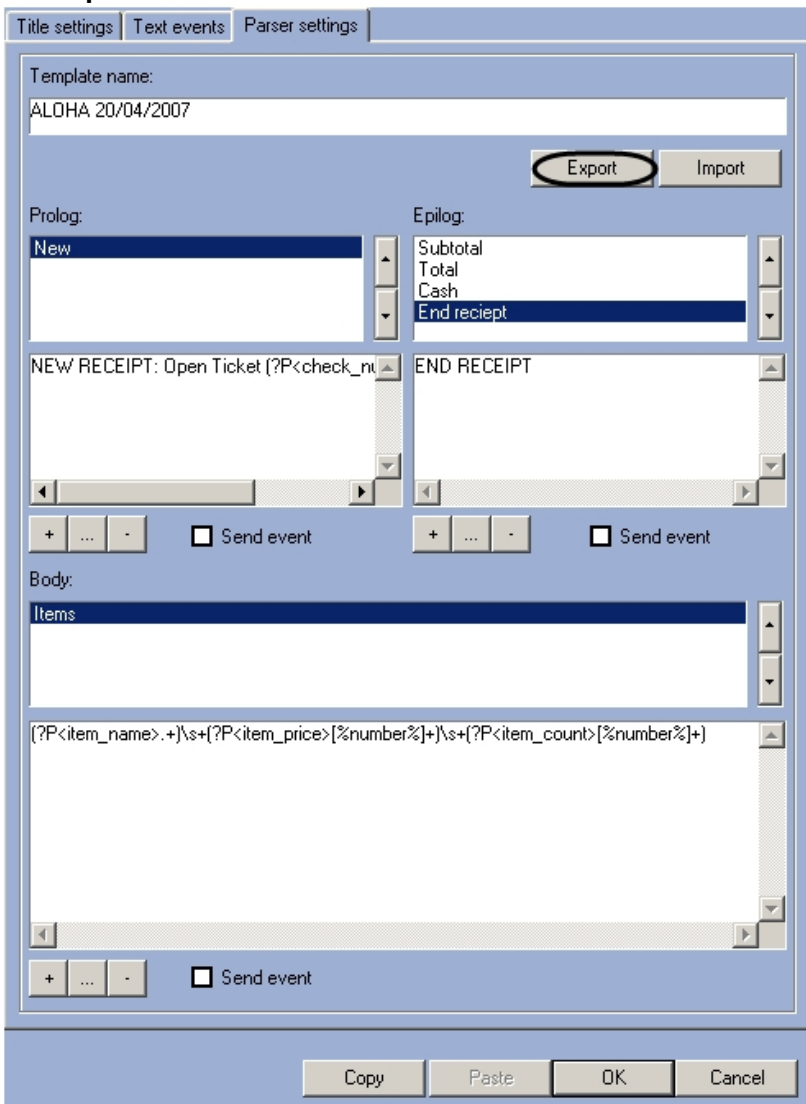 Title settings Text events Parser settings
Template name:
ALOHA 20/04/2007
Export Import
Prolog:
New
NEW RECEIPT: Open Ticket (?P<check_nu
+ ... - Send event
Epilog:
Subtotal
Total
Cash
End reciept
END RECEIPT
+ ... - Send event
Body:
Items
(?P<item_name>.+)\s+(?P<item_price>[%number%]+)\s+(?P<item_count>[%number%]+)
+ ... - Send event
Copy Paste OK Cancel